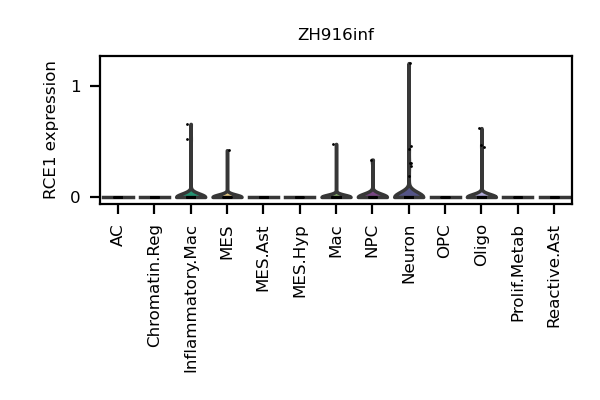 ZH916inf
RCE1 expression
1
0
AC
Chromatin.Reg
Inflammatory.Mac
MES
MES.Ast
MES.Hyp
Mac
NPC
Neuron
OPC
Oligo
Prolif.Metab
Reactive.Ast